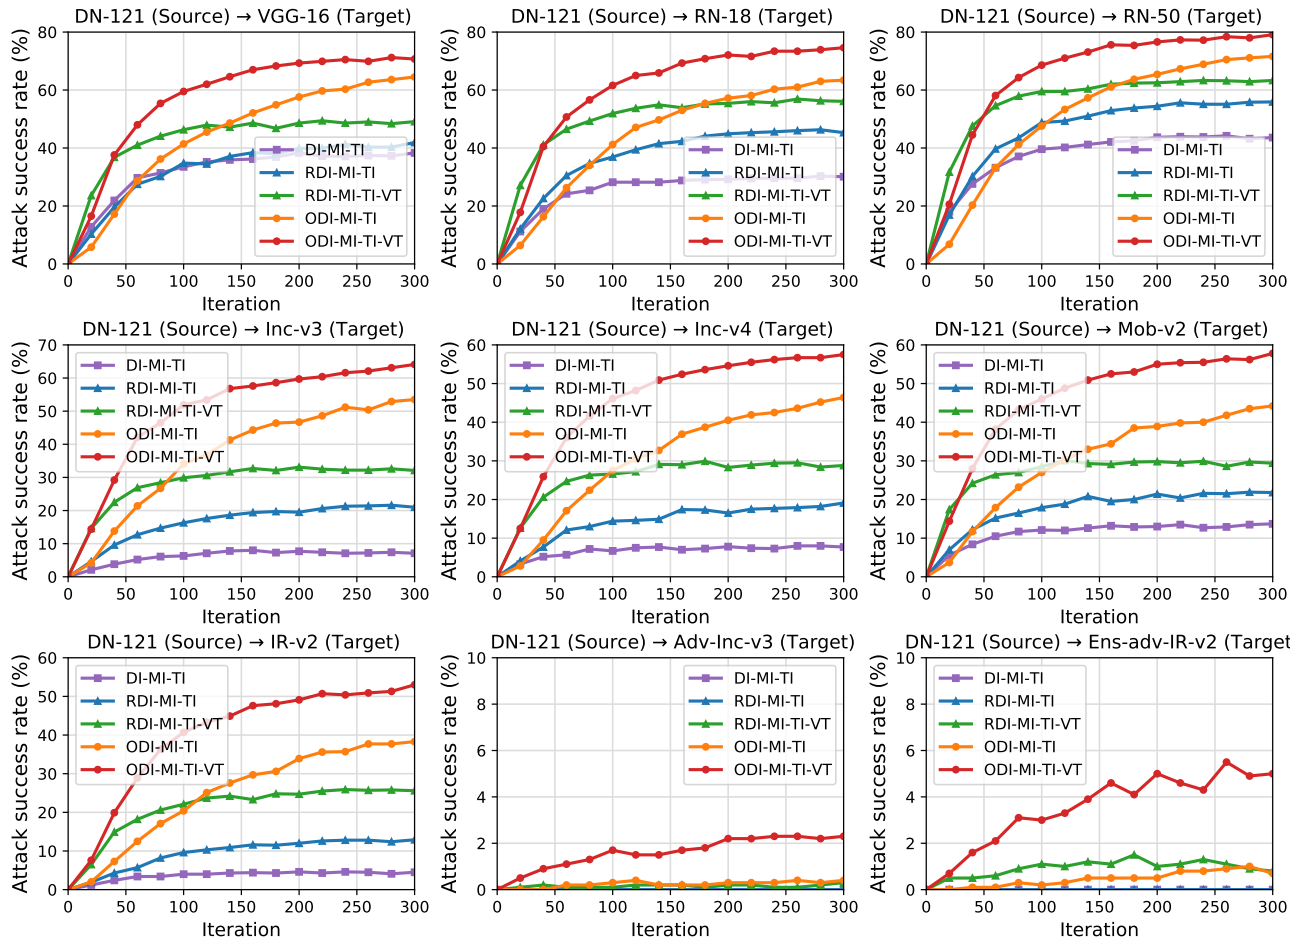 DN-121 (Source) → VGG-16 (Target)
Attack success rate (%)
80
60
40
20
0
0 50 100 150 200 250 300
Iteration
DI-MI-TI
RDI-MI-TI
RDI-MI-TI-VT
ODI-MI-TI
ODI-MI-TI-VT
DN-121 (Source) → RN-18 (Target)
Attack success rate (%)
80
60
40
20
0
0 50 100 150 200 250 300
Iteration
DI-MI-TI
RDI-MI-TI
RDI-MI-TI-VT
ODI-MI-TI
ODI-MI-TI-VT
DN-121 (Source) → RN-50 (Target)
Attack success rate (%)
80
60
40
20
0
0 50 100 150 200 250 300
Iteration
DI-MI-TI
RDI-MI-TI
RDI-MI-TI-VT
ODI-MI-TI
ODI-MI-TI-VT
DN-121 (Source) → Inc-v3 (Target)
Attack success rate (%)
70
60
50
40
30
20
10
0
0 50 100 150 200 250 300
Iteration
DI-MI-TI
RDI-MI-TI
RDI-MI-TI-VT
ODI-MI-TI
ODI-MI-TI-VT
DN-121 (Source) → Inc-v4 (Target)
Attack success rate (%)
60
50
40
30
20
10
0
0 50 100 150 200 250 300
Iteration
DI-MI-TI
RDI-MI-TI
RDI-MI-TI-VT
ODI-MI-TI
ODI-MI-TI-VT
DN-121 (Source) → Mob-v2 (Target)
Attack success rate (%)
60
50
40
30
20
10
0
0 50 100 150 200 250 300
Iteration
DI-MI-TI
RDI-MI-TI
RDI-MI-TI-VT
ODI-MI-TI
ODI-MI-TI-VT
DN-121 (Source) → IR-v2 (Target)
Attack success rate (%)
60
50
40
30
20
10
0
0 50 100 150 200 250 300
Iteration
DI-MI-TI
RDI-MI-TI
RDI-MI-TI-VT
ODI-MI-TI
ODI-MI-TI-VT
DN-121 (Source) → Adv-Inc-v3 (Target)
Attack success rate (%)
10
8
6
4
2
0
0 50 100 150 200 250 300
Iteration
DI-MI-TI
RDI-MI-TI
RDI-MI-TI-VT
ODI-MI-TI
ODI-MI-TI-VT
DN-121 (Source) → Ens-adv-IR-v2 (Target
Attack success rate (%)
10
8
6
4
2
0
0 50 100 150 200 250 300
Iteration
DI-MI-TI
RDI-MI-TI
RDI-MI-TI-VT
ODI-MI-TI
ODI-MI-TI-VT